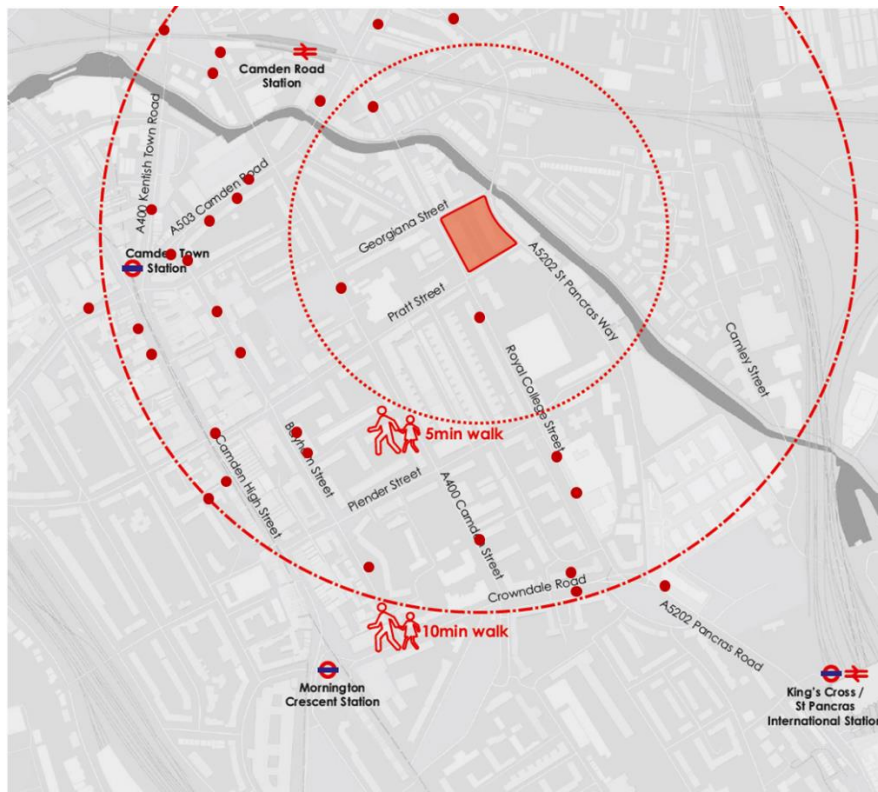 Camden Road
Station
A400 Kentish Town Road
A503 Camden Road
Georgiana Street
Camden Town
Station
A5202 St Pancras Way
Pratt Street
Camley Street
Royal College Street
5min walk
Bayham Street
Camden High Street
Plender Street
A400 Camden Street
Crowndale Road
10min walk
A5202 Pancras Road
Mornington
Crescent Station
King's Cross /
St Pancras
International Station